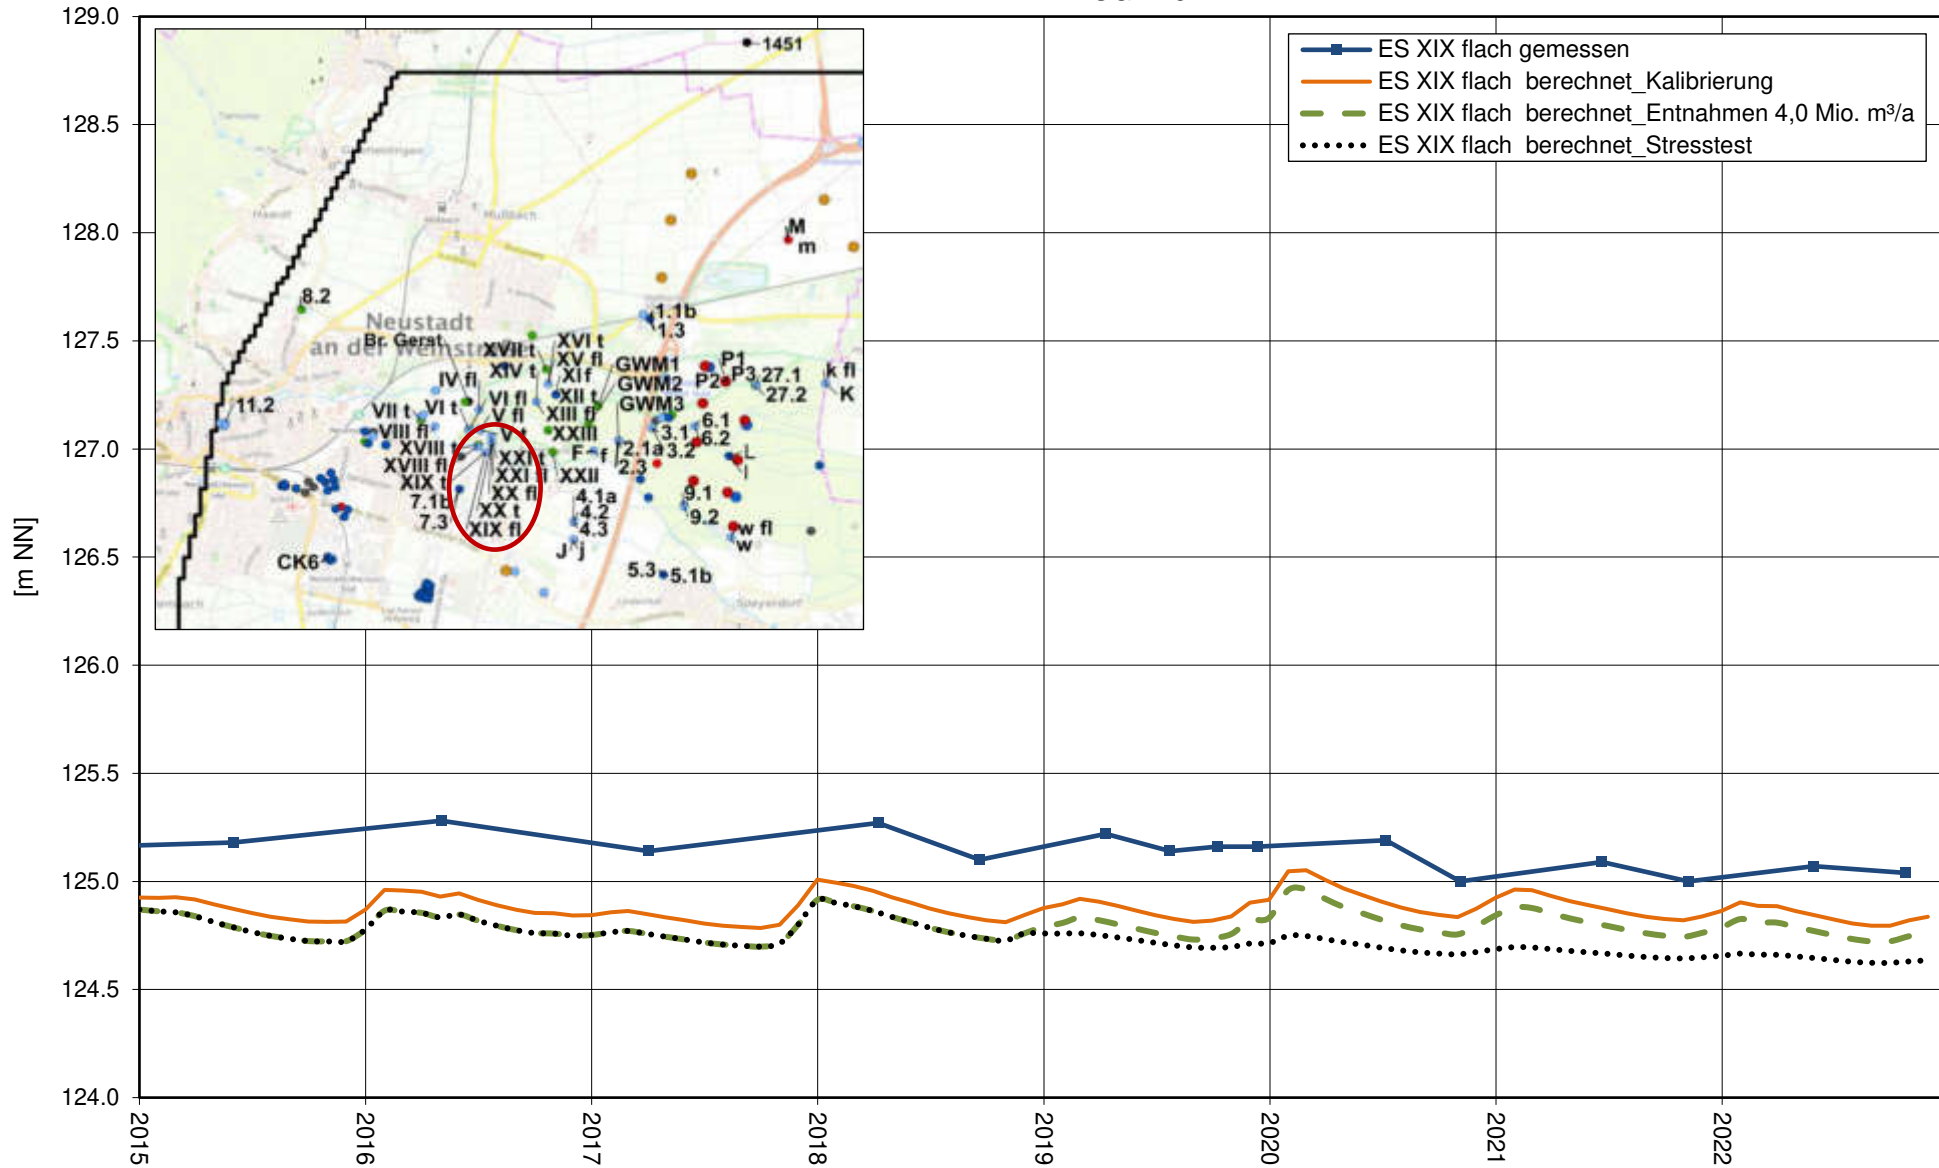 129.0
128.5
128.0
127.5
127.0
126.5
126.0
125.5
125.0
124.5
124.0
[m NN]
2015
2016
2017
2018
2019
2020
2021
2022
ES XIX flach gemessen
ES XIX flach berechnet_Kalibrierung
ES XIX flach berechnet_Entnahmen 4,0 Mio. m³/a
ES XIX flach berechnet_Stresstest
1451
Mußbach
Haardt
M
m
8.2
1.1b
1.3
Neustadt
an der Weinstraße
Br. Gerst
XVI t
XVII t
XV fl
XIV t
XI f
GWM1
P1
P2
P3
27.1
27.2
k fl
K
IV fl
XII t
GWM2
11.2
VII t
VI t
VI fl
V fl
XIII fl
GWM3
VIII fl
V t
XXIII
3.1
6.1
6.2
XVIII t
XVIII fl
XXI t
XXI fl
XXII
F
f
2.1a
3.2
2.3
L
l
XIX t
XX fl
7.1b
XX t
7.3
XIX fl
4.1a
4.2
4.3
J
j
9.1
9.2
w fl
w
CK6
5.3
5.1b
Speyerdorf